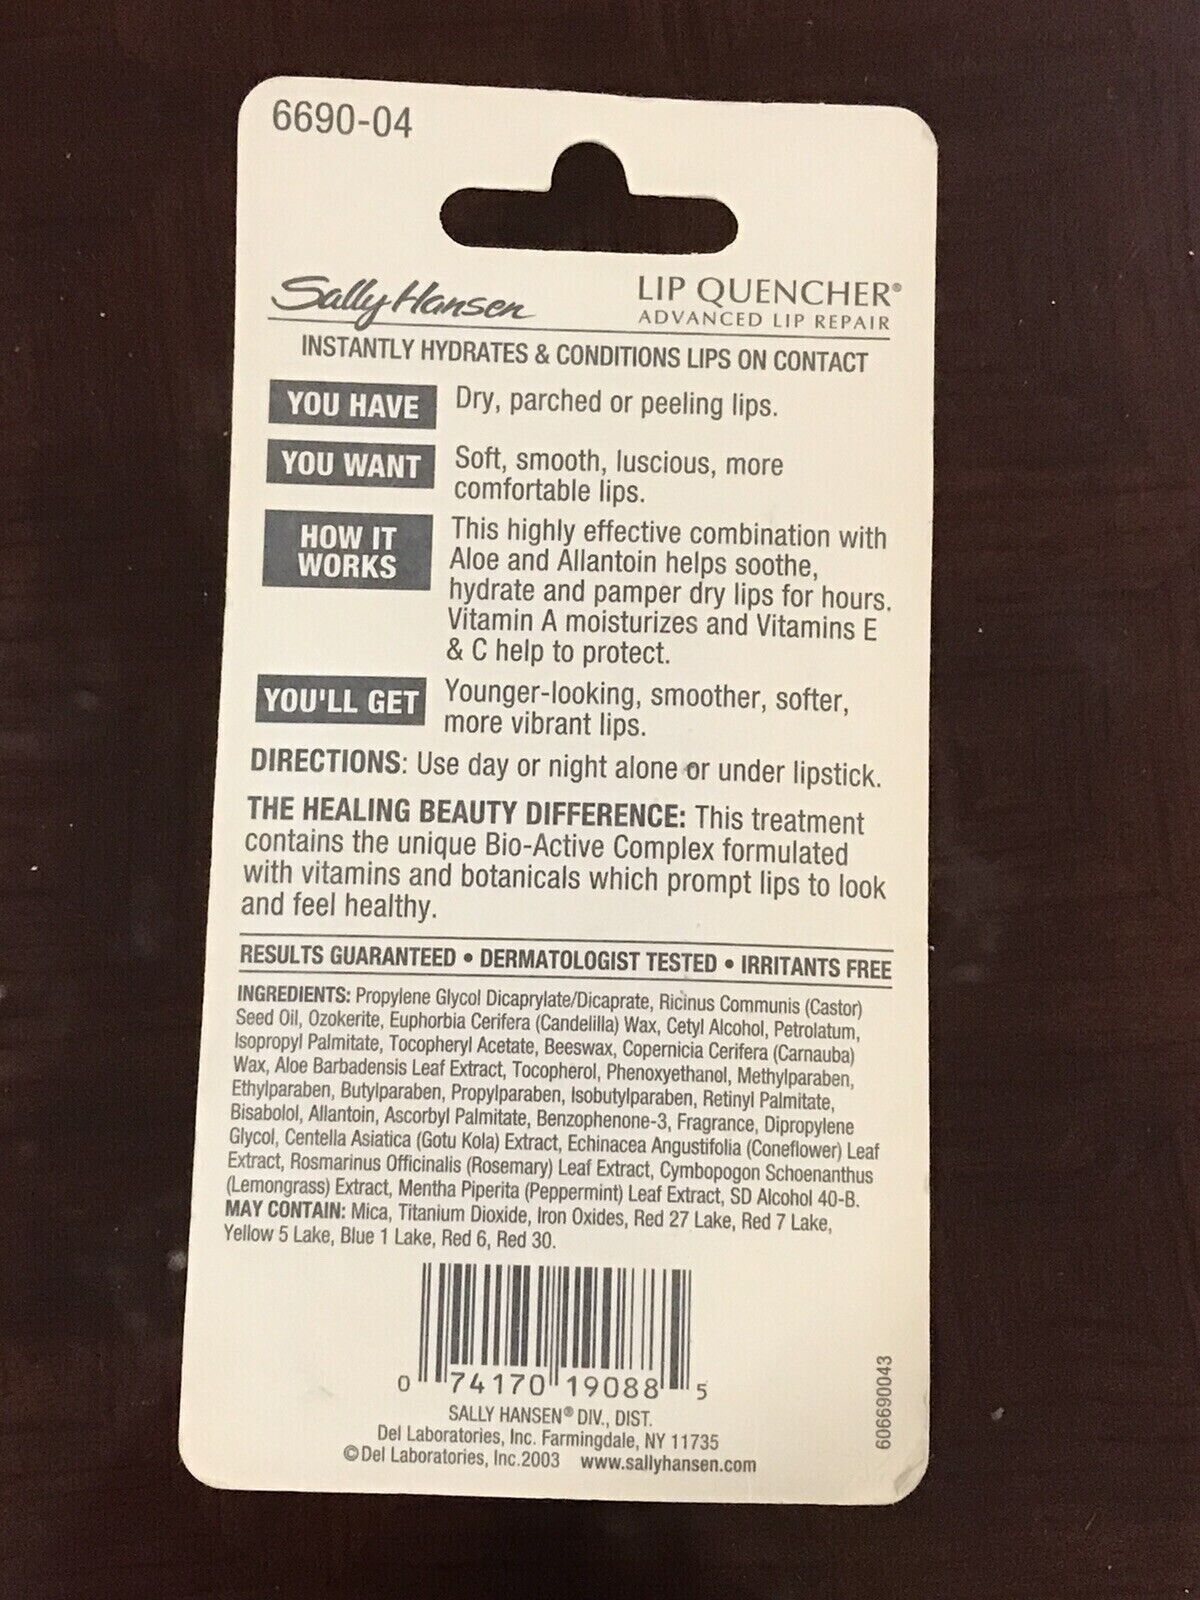 6690-04
Sally Hansen
LIP QUENCHER®
ADVANCED LIP REPAIR
INSTANTLY HYDRATES & CONDITIONS LIPS ON CONTACT
YOU HAVE Dry, parched or peeling lips.
YOU WANT Soft, smooth, luscious, more
comfortable lips.
HOW IT
WORKS
This highly effective combination with
Aloe and Allantoin helps soothe,
hydrate and pamper dry lips for hours.
Vitamin A moisturizes and Vitamins E
& C help to protect.
YOU'LL GET Younger-looking, smoother, softer,
more vibrant lips.
DIRECTIONS: Use day or night alone or under lipstick.
THE HEALING BEAUTY DIFFERENCE: This treatment
contains the unique Bio-Active Complex formulated
with vitamins and botanicals which prompt lips to look
and feel healthy.
RESULTS GUARANTEED • DERMATOLOGIST TESTED • IRRITANTS FREE
INGREDIENTS: Propylene Glycol Dicaprylate/Dicaprate, Ricinus Communis (Castor)
Seed Oil, Ozokerite, Euphorbia Cerifera (Candelilla) Wax, Cetyl Alcohol, Petrolatum,
Isopropyl Palmitate, Tocopheryl Acetate, Beeswax, Copernicia Cerifera (Carnauba)
Wax, Aloe Barbadensis Leaf Extract, Tocopherol, Phenoxyethanol, Methylparaben,
Ethylparaben, Butylparaben, Propylparaben, Isobutylparaben, Retinyl Palmitate,
Bisabolol, Allantoin, Ascorbyl Palmitate, Benzophenone-3, Fragrance, Dipropylene
Glycol, Centella Asiatica (Gotu Kola) Extract, Echinacea Angustifolia (Coneflower) Leaf
Extract, Rosmarinus Officinalis (Rosemary) Leaf Extract, Cymbopogon Schoenanthus
(Lemongrass) Extract, Mentha Piperita (Peppermint) Leaf Extract, SD Alcohol 40-B.
MAY CONTAIN: Mica, Titanium Dioxide, Iron Oxides, Red 27 Lake, Red 7 Lake,
Yellow 5 Lake, Blue 1 Lake, Red 6, Red 30.
0 74170 19088 5
SALLY HANSEN® DIV., DIST.
Del Laboratories, Inc. Farmingdale, NY 11735
©Del Laboratories, Inc.2003 www.sallyhansen.com
606690043